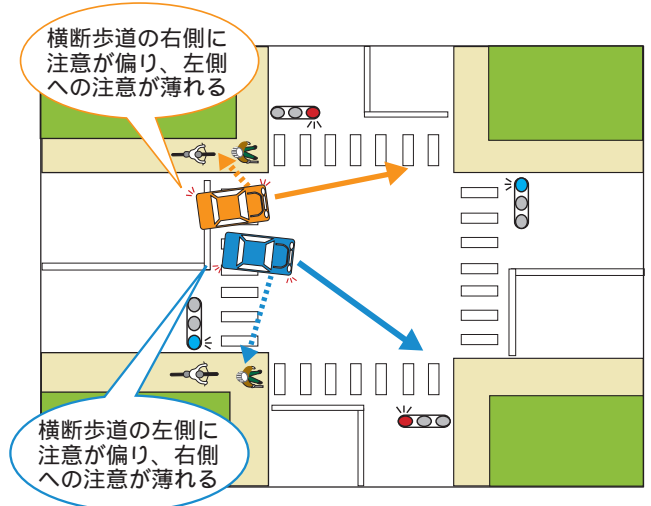 横断歩道の右側に
注意が偏り、左側
への注意が薄れる
横断歩道の左側に
注意が偏り、右側
への注意が薄れる